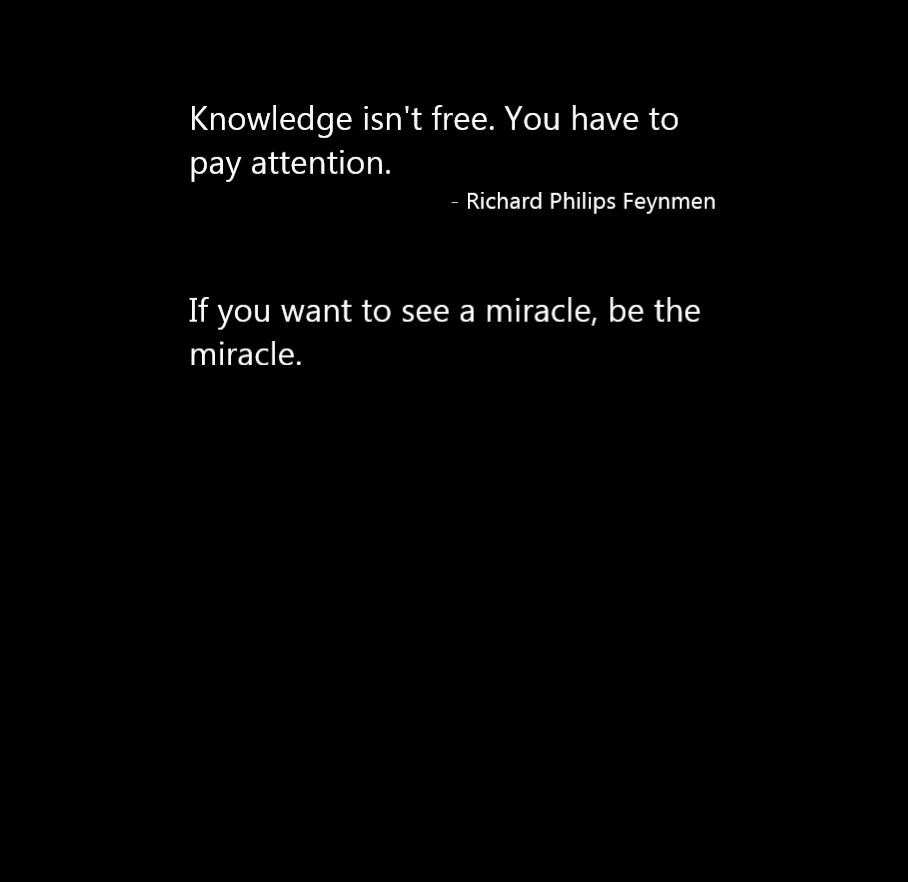 Knowledge isn't free. You have to
pay attention.
- Richard Philips Feynmen
If you want to see a miracle, be the
miracle.